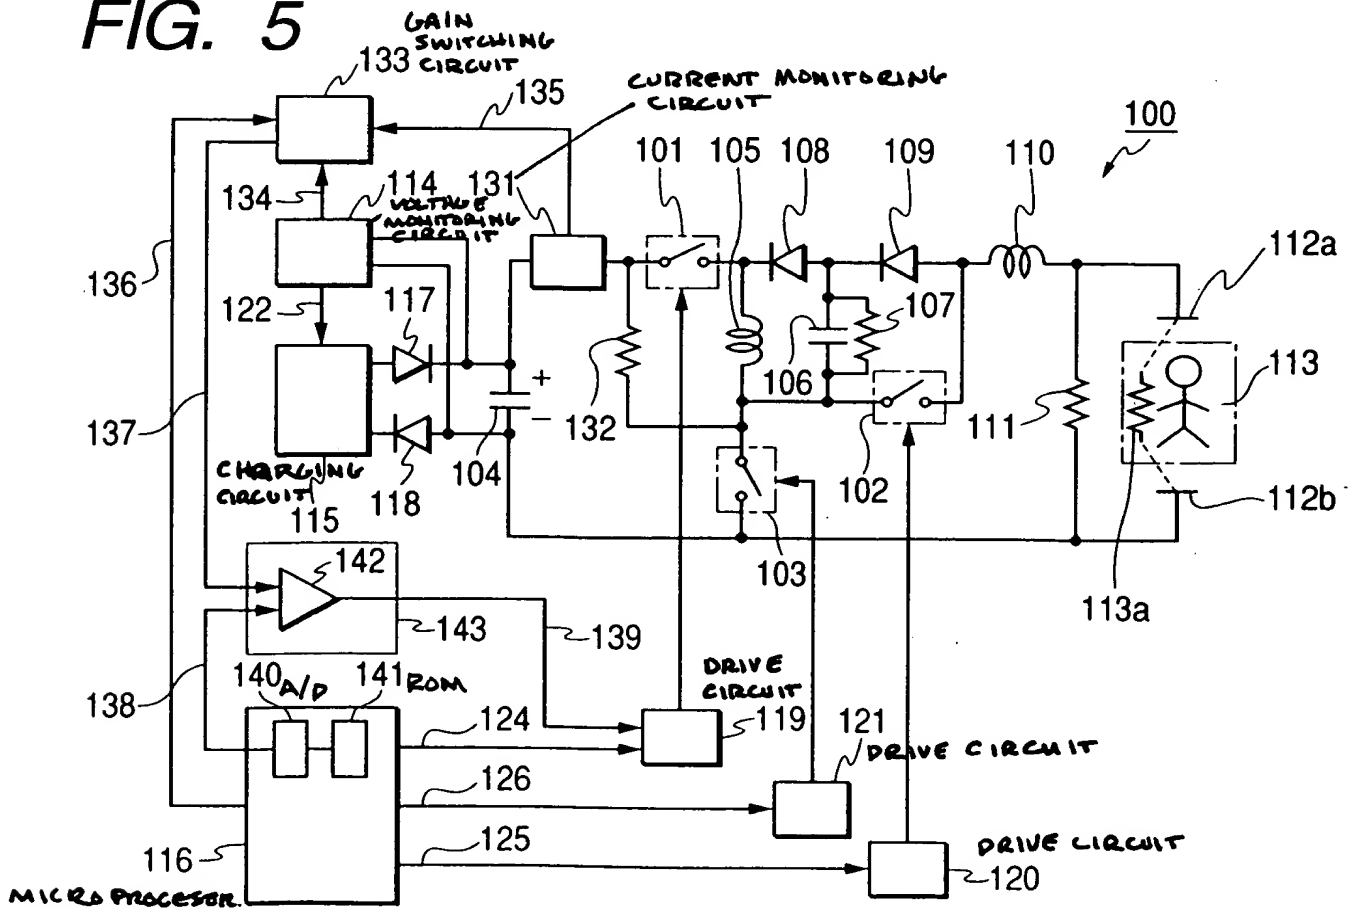 FIG. 5
GAIN
SWITCHING
133 CIRCUIT
CURRENT MONITORING
CIRCUIT
135
100
101
105
108
109
110
134
114
131
VOLTAGE
MONITORING
CIRCUIT
112a
136
122
117
107
106
113
+
−
132
111
137
104
102
118
CHARGING
CIRCUIT
115
112b
103
113a
142
143
139
138
140 A/D
141 ROM
DRIVE
CIRCUIT
119
124
121
DRIVE CIRCUIT
126
125
116
DRIVE CIRCUIT
120
MICROPROCESOR.